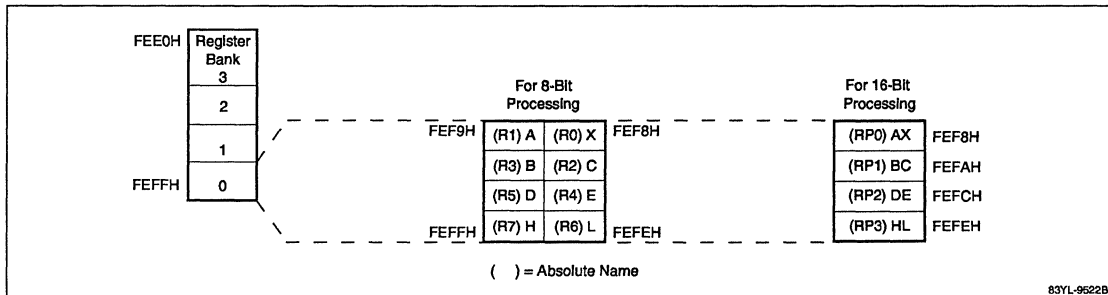 FEE0H
Register
Bank
3
2
1
FEFFH
0
For 8-Bit
Processing
FEF9H
(R1) A
(R0) X
FEF8H
(R3) B
(R2) C
(R5) D
(R4) E
FEFFH
(R7) H
(R6) L
FEFEH
For 16-Bit
Processing
(RP0) AX
FEF8H
(RP1) BC
FEFAH
(RP2) DE
FEFCH
(RP3) HL
FEFEH
( ) = Absolute Name
83YL-9522B